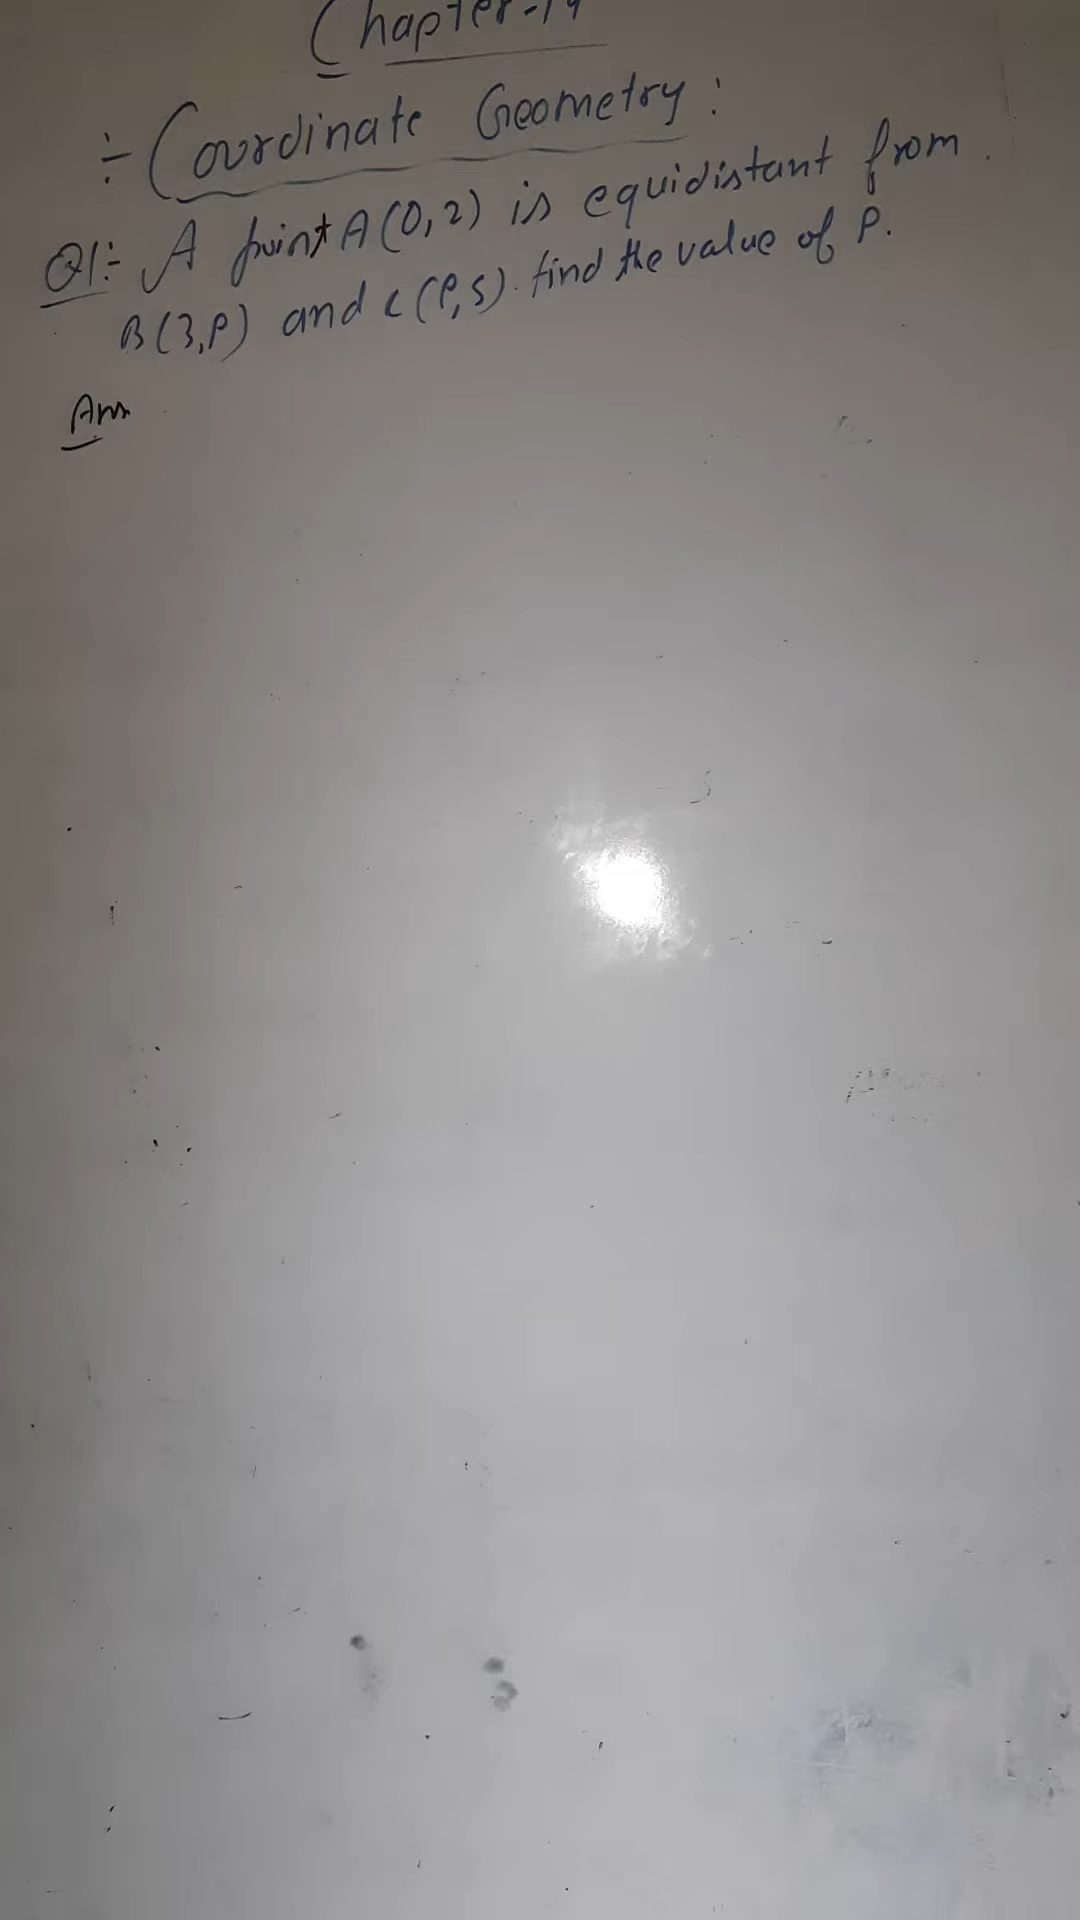 Chapter-14
÷ Coordinate Geometry :
Q1:- A point A (0,2) is equidistant from.
B(3,P) and C (P,5). find the value of P.
Ans